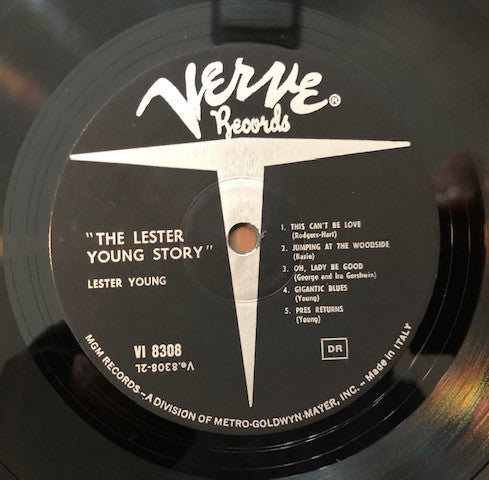 VERVE®
Records
"THE LESTER
YOUNG STORY"
LESTER YOUNG
1. THIS CAN'T BE LOVE
(Rodgers-Hart)
2. JUMPING AT THE WOODSIDE
(Basie)
3. OH, LADY BE GOOD
(George and Ira Gershwin)
4. GIGANTIC BLUES
(Young)
5. PRES RETURNS
(Young)
VI 8308
Ve.8308-2L
DR
MGM RECORDS—A DIVISION OF METRO-GOLDWYN-MAYER, INC. — Made in ITALY